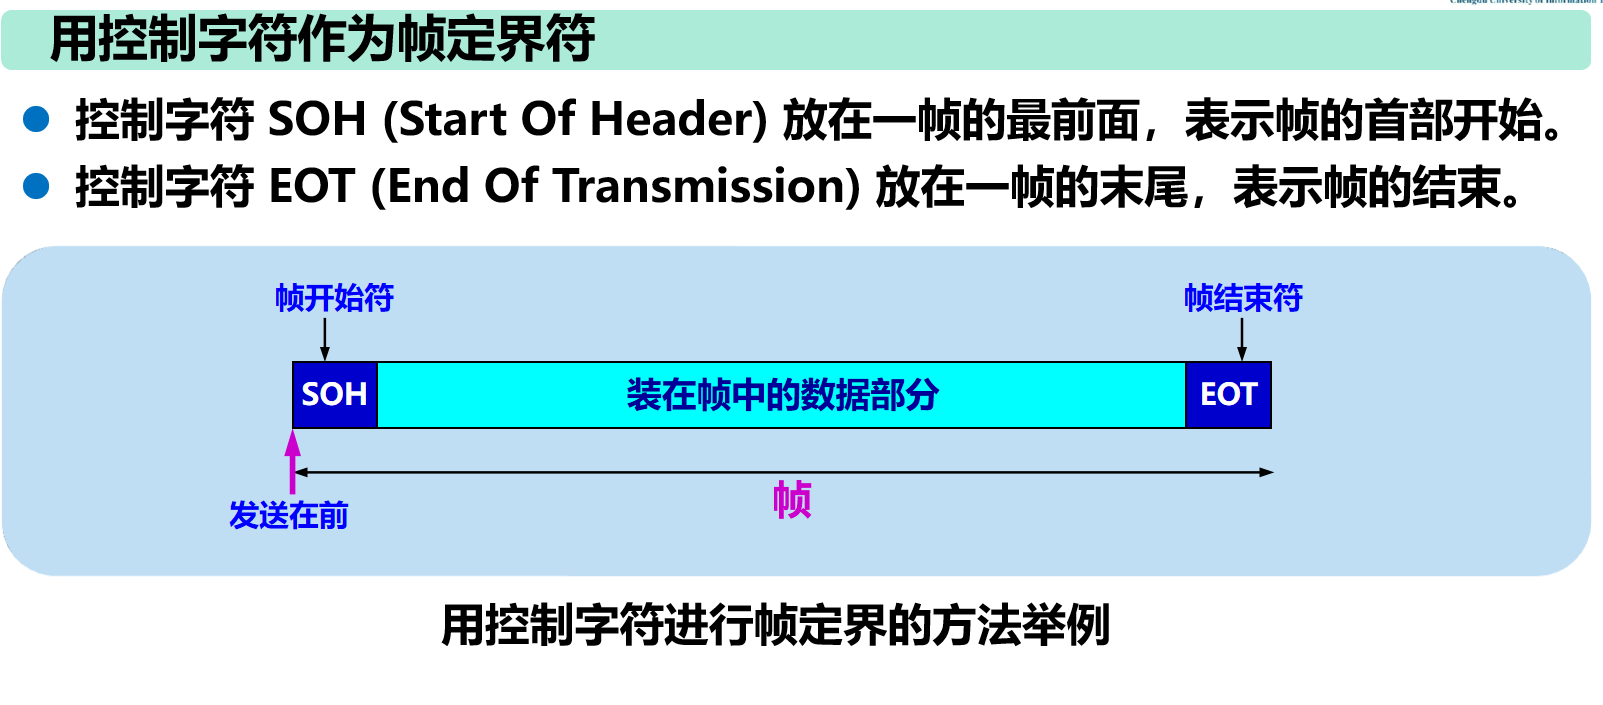 Chengdu University of Information T
用控制字符作为帧定界符
控制字符 SOH (Start Of Header) 放在一帧的最前面，表示帧的首部开始。
控制字符 EOT (End Of Transmission) 放在一帧的末尾，表示帧的结束。
帧开始符
帧结束符
SOH
装在帧中的数据部分
EOT
发送在前
帧
用控制字符进行帧定界的方法举例